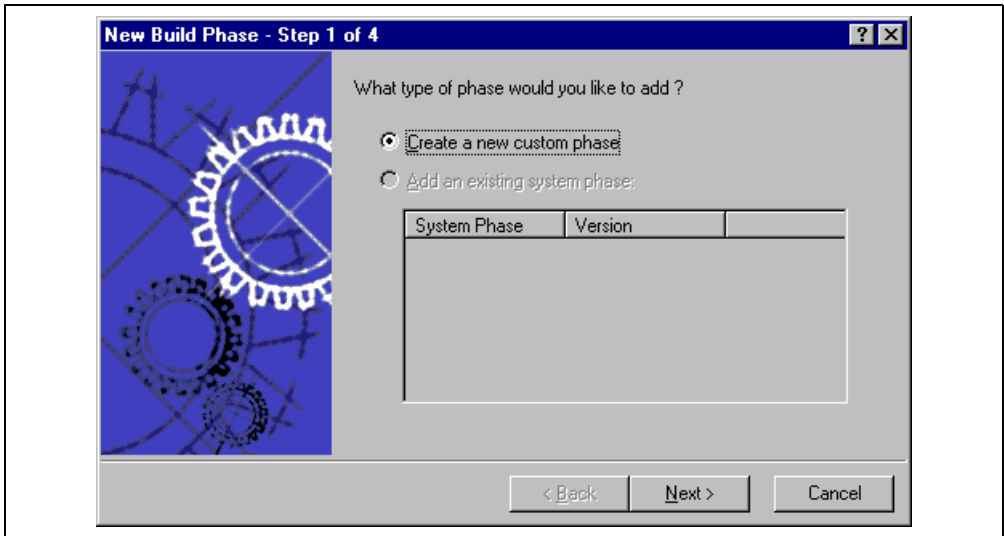 New Build Phase - Step 1 of 4
What type of phase would you like to add ?
Create a new custom phase
Add an existing system phase:
System Phase Version
< Back Next > Cancel